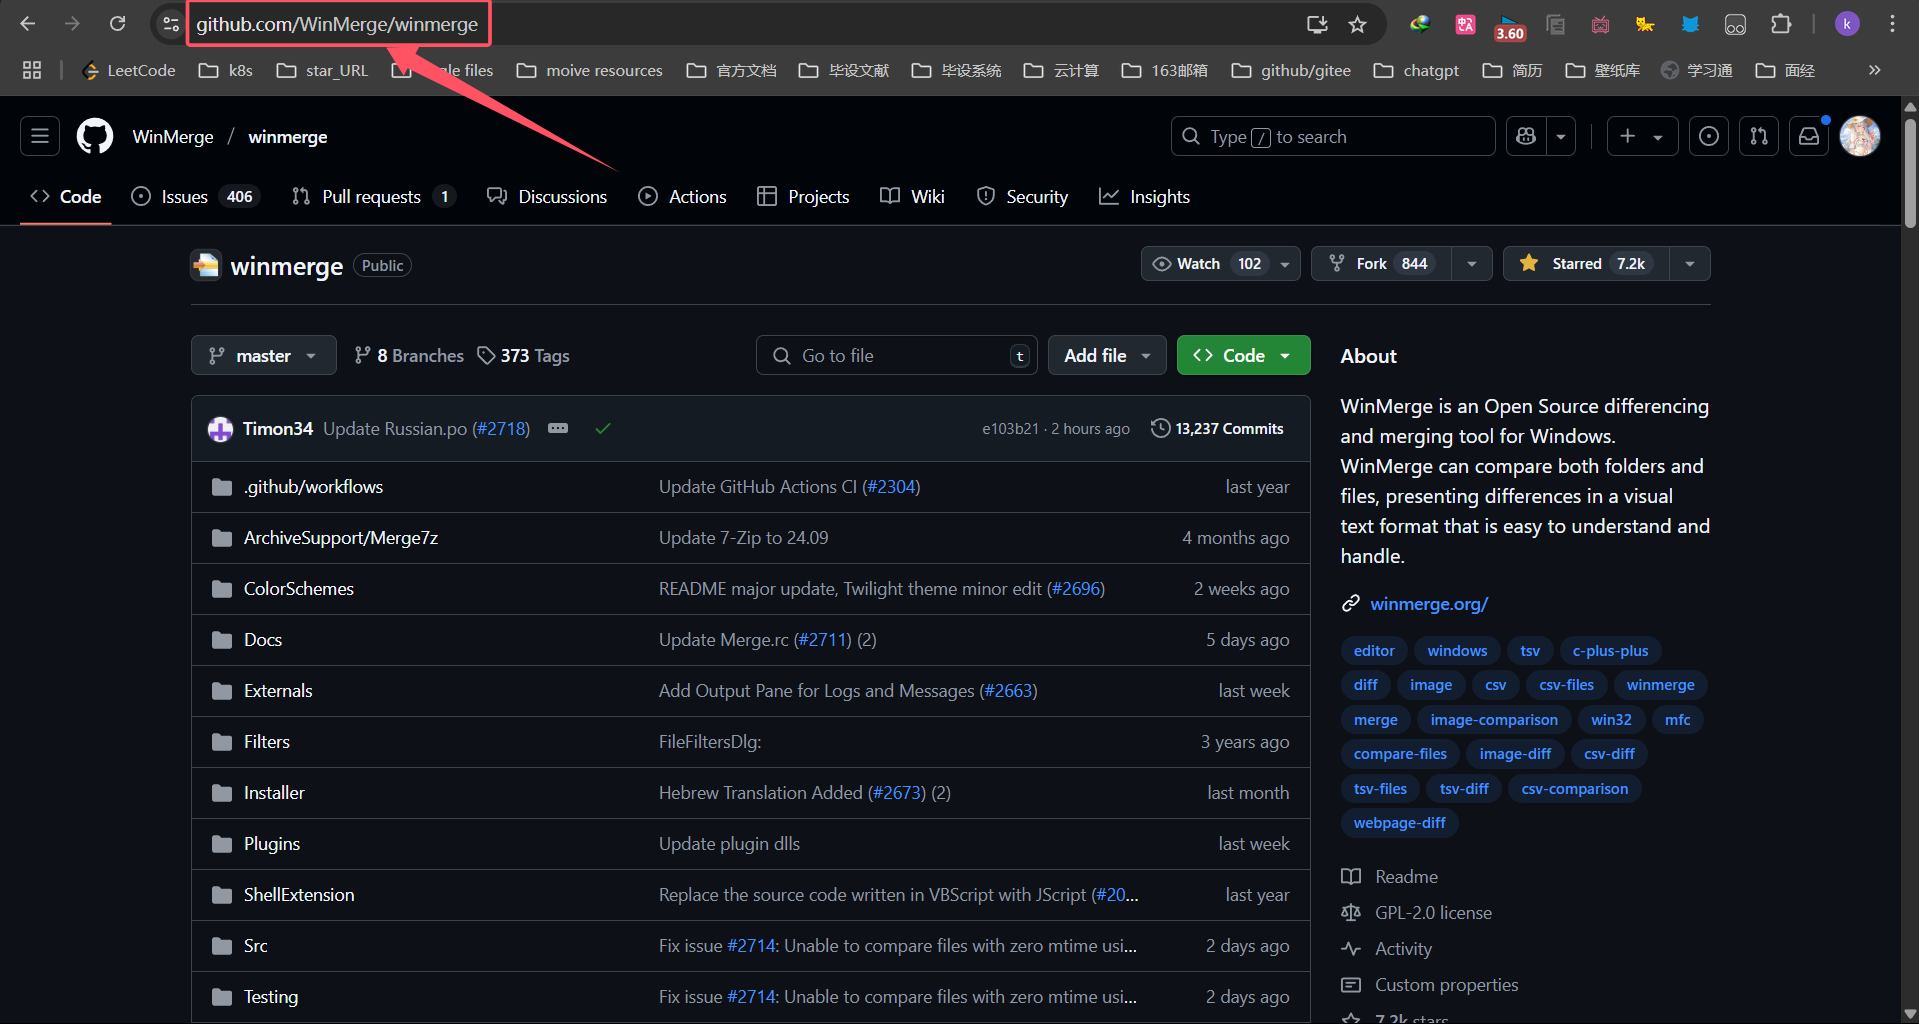 github.com/WinMerge/winmerge
3.60
k
LeetCode k8s star_URL gle files moive resources 官方文档 毕设文献 毕设系统 云计算 163邮箱 github/gitee chatgpt 简历 壁纸库 学习通 面经 »
WinMerge / winmerge
Type / to search
Code Issues 406 Pull requests 1 Discussions Actions Projects Wiki Security Insights
winmerge Public
Watch 102 Fork 844 Starred 7.2k
master 8 Branches 373 Tags
Go to file t Add file Code
Timon34 Update Russian.po (#2718) e103b21 · 2 hours ago 13,237 Commits
.github/workflows Update GitHub Actions CI (#2304) last year
ArchiveSupport/Merge7z Update 7-Zip to 24.09 4 months ago
ColorSchemes README major update, Twilight theme minor edit (#2696) 2 weeks ago
Docs Update Merge.rc (#2711) (2) 5 days ago
Externals Add Output Pane for Logs and Messages (#2663) last week
Filters FileFiltersDlg: 3 years ago
Installer Hebrew Translation Added (#2673) (2) last month
Plugins Update plugin dlls last week
ShellExtension Replace the source code written in VBScript with JScript (#20... last year
Src Fix issue #2714: Unable to compare files with zero mtime usi... 2 days ago
Testing Fix issue #2714: Unable to compare files with zero mtime usi... 2 days ago
About
WinMerge is an Open Source differencing
and merging tool for Windows.
WinMerge can compare both folders and
files, presenting differences in a visual
text format that is easy to understand and
handle.
winmerge.org/
editor windows tsv c-plus-plus
diff image csv csv-files winmerge
merge image-comparison win32 mfc
compare-files image-diff csv-diff
tsv-files tsv-diff csv-comparison
webpage-diff
Readme
GPL-2.0 license
Activity
Custom properties
7.2k stars